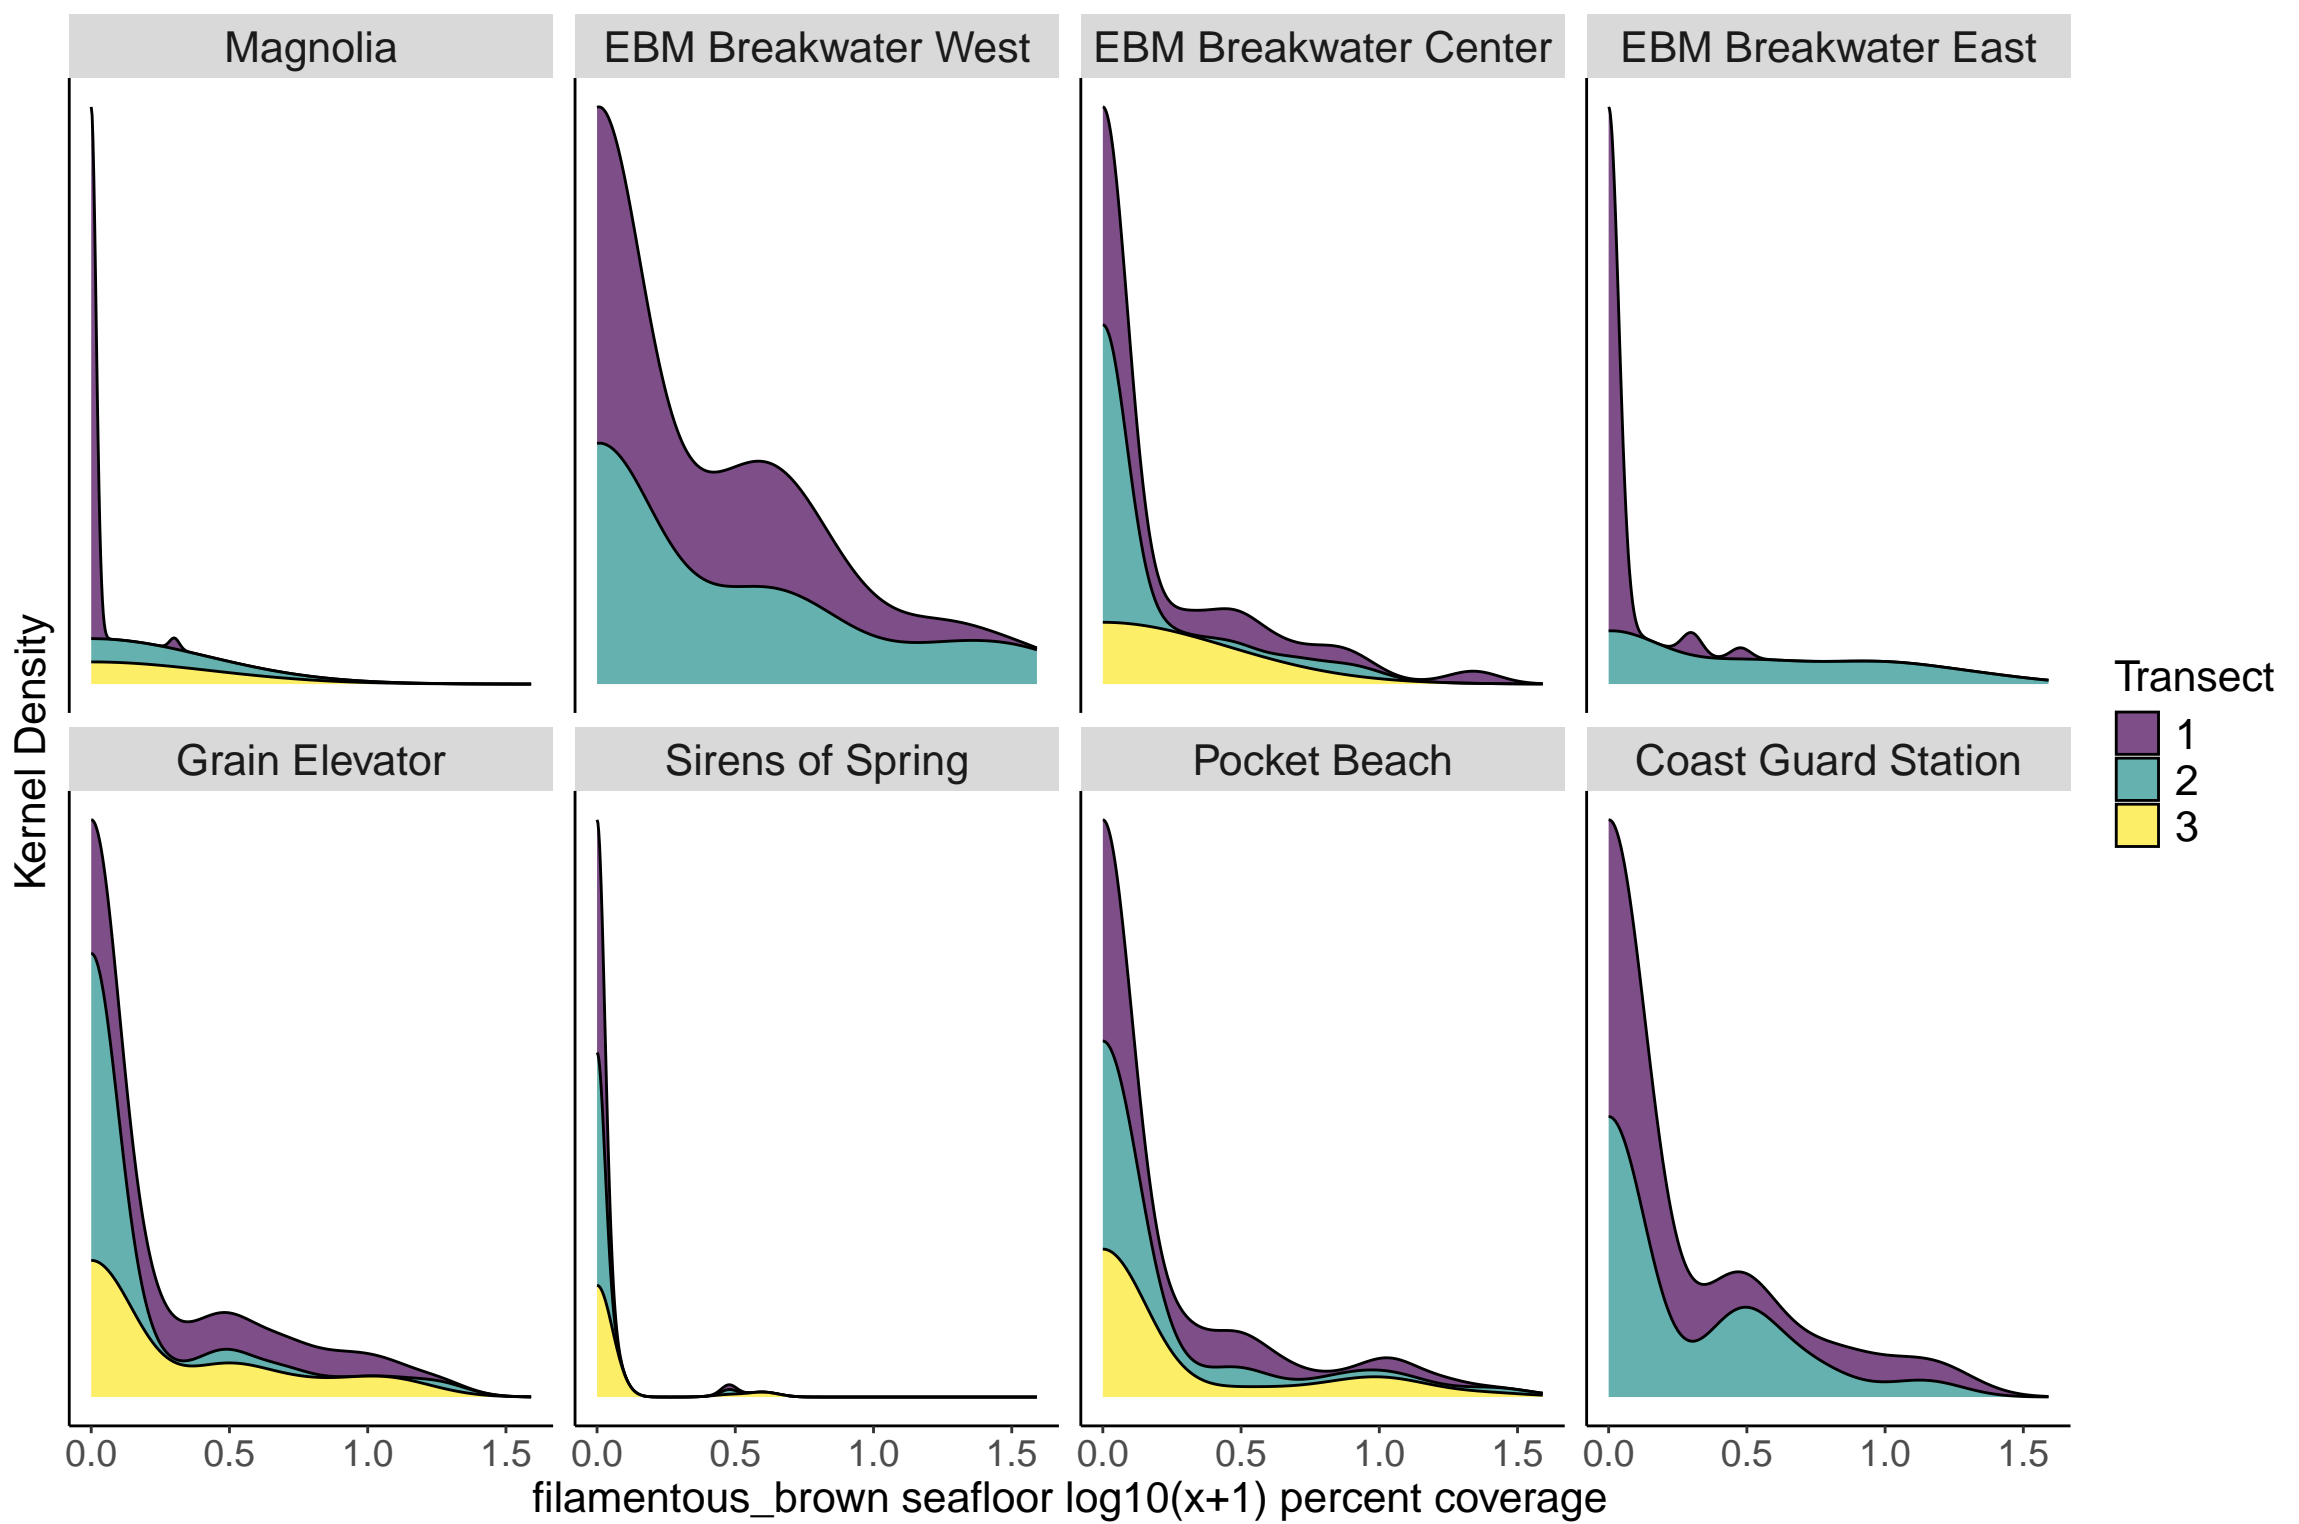 Magnolia
EBM Breakwater West
EBM Breakwater Center
EBM Breakwater East
Kernel Density
Grain Elevator
Sirens of Spring
Pocket Beach
Coast Guard Station
Transect
1
2
3
0.0 0.5 1.0 1.5 0.0 0.5 1.0 1.5 0.0 0.5 1.0 1.5 0.0 0.5 1.0 1.5
filamentous_brown seafloor log10(x+1) percent coverage